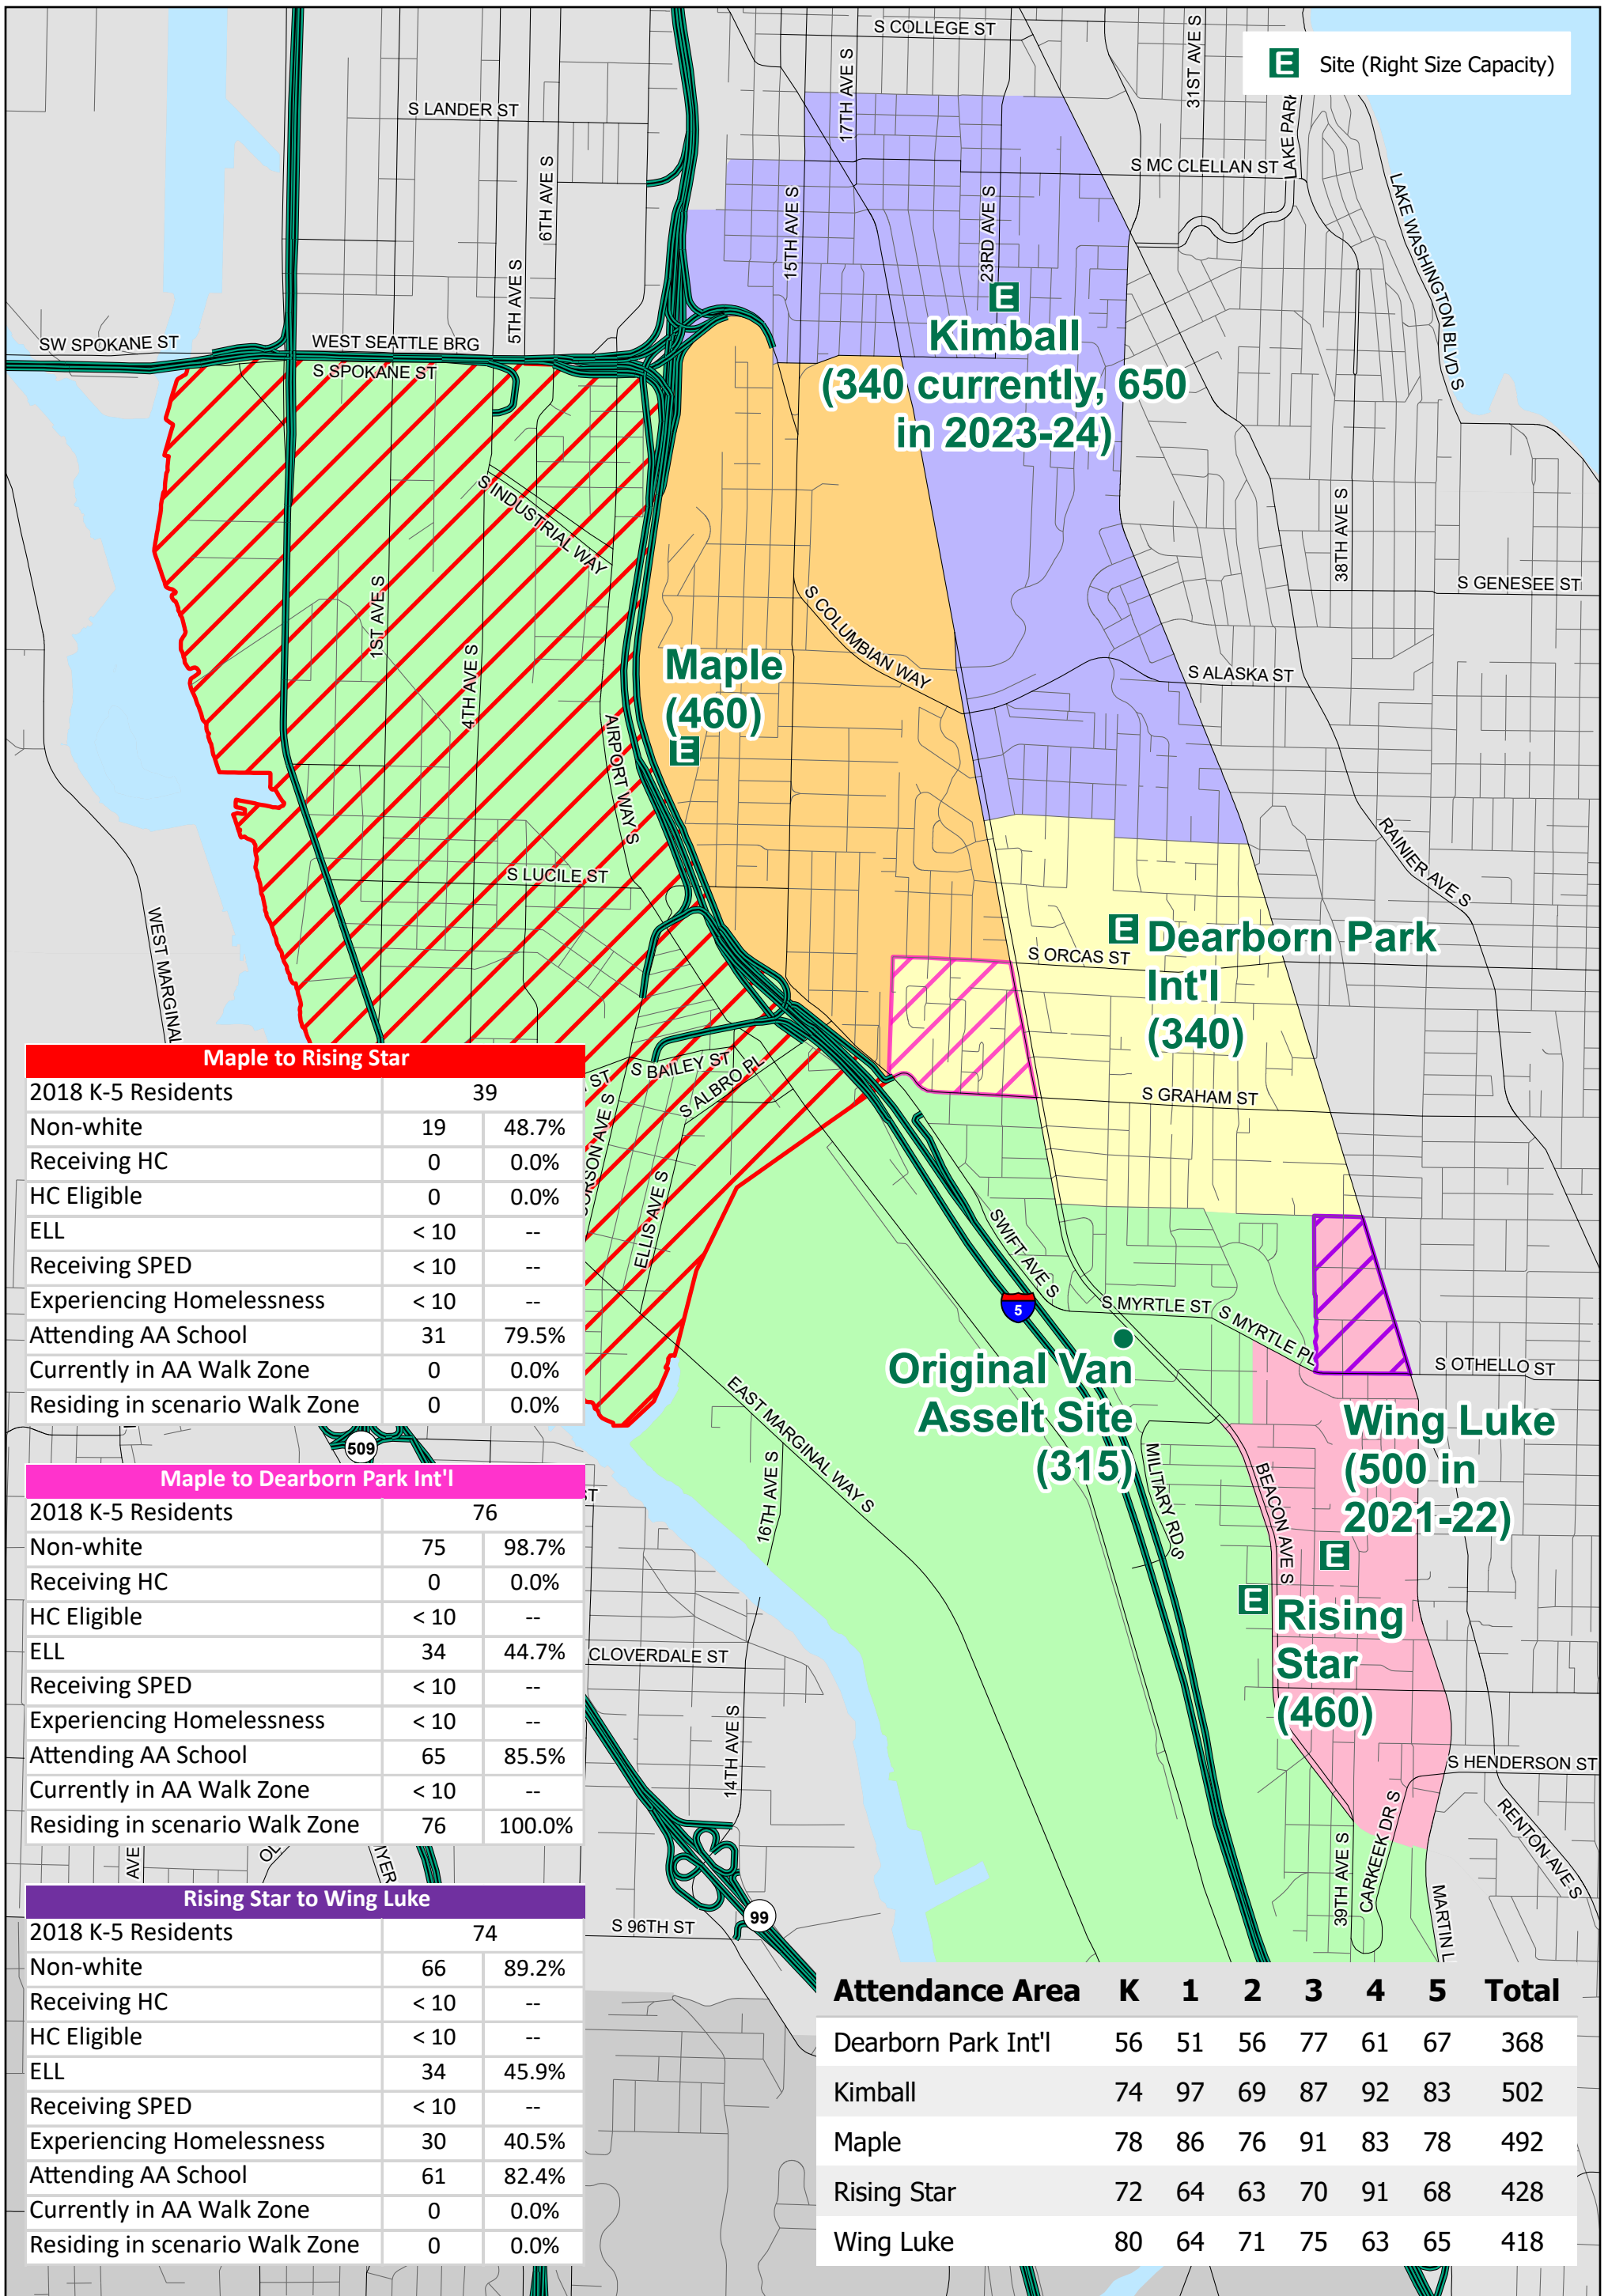 S COLLEGE ST
31ST AVE S
E Site (Right Size Capacity)
17TH AVE S
S LANDER ST
LAKE PARK
S MC CLELLAN ST
6TH AVE S
15TH AVE S
23RD AVE S
LAKE WASHINGTON BLVD S
5TH AVE S
E
Kimball
(340 currently, 650
in 2023-24)
SW SPOKANE ST
WEST SEATTLE BRG
S SPOKANE ST
S INDUSTRIAL WAY
38TH AVE S
S GENESEE ST
1ST AVE S
S COLUMBIAN WAY
4TH AVE S
Maple
(460)
E
S ALASKA ST
AIRPORT WAY S
RAINIER AVE S
S LUCILE ST
WEST MARGINAL
E Dearborn Park
Int'l
(340)
S ORCAS ST
S BAILEY ST
ST
S ALBRO PL
S GRAHAM ST
ELLIS AVE S
SWIFT AVE S
5
S MYRTLE ST
S MYRTLE PL
S OTHELLO ST
Original Van
Asselt Site
(315)
EAST MARGINAL WAY S
16TH AVE S
MILITARY RD S
BEACON AVE S
Wing Luke
(500 in
2021-22)
E
E
Rising
Star
(460)
CLOVERDALE ST
14TH AVE S
S HENDERSON ST
RENTON AVE S
39TH AVE S
CARKEEK DR S
MARTIN L
S 96TH ST
99
509
ST
AVE
OL
MYER
Maple to Rising Star
2018 K-5 Residents 39
Non-white 19 48.7%
Receiving HC 0 0.0%
HC Eligible 0 0.0%
ELL < 10 --
Receiving SPED < 10 --
Experiencing Homelessness < 10 --
Attending AA School 31 79.5%
Currently in AA Walk Zone 0 0.0%
Residing in scenario Walk Zone 0 0.0%
Maple to Dearborn Park Int'l
2018 K-5 Residents 76
Non-white 75 98.7%
Receiving HC 0 0.0%
HC Eligible < 10 --
ELL 34 44.7%
Receiving SPED < 10 --
Experiencing Homelessness < 10 --
Attending AA School 65 85.5%
Currently in AA Walk Zone < 10 --
Residing in scenario Walk Zone 76 100.0%
Rising Star to Wing Luke
2018 K-5 Residents 74
Non-white 66 89.2%
Receiving HC < 10 --
HC Eligible < 10 --
ELL 34 45.9%
Receiving SPED < 10 --
Experiencing Homelessness 30 40.5%
Attending AA School 61 82.4%
Currently in AA Walk Zone 0 0.0%
Residing in scenario Walk Zone 0 0.0%
Attendance Area K 1 2 3 4 5 Total
Dearborn Park Int'l 56 51 56 77 61 67 368
Kimball 74 97 69 87 92 83 502
Maple 78 86 76 91 83 78 492
Rising Star 72 64 63 70 91 68 428
Wing Luke 80 64 71 75 63 65 418